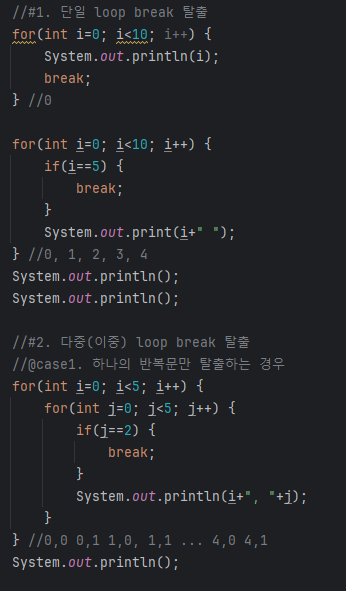 //#1. 단일 loop break 탈출
for(int i=0; i<10; i++) {
    System.out.println(i);
    break;
} //0

for(int i=0; i<10; i++) {
    if(i==5) {
        break;
    }
    System.out.print(i+" ");
} //0, 1, 2, 3, 4
System.out.println();
System.out.println();

//#2. 다중(이중) loop break 탈출
//@case1. 하나의 반복문만 탈출하는 경우
for(int i=0; i<5; i++) {
    for(int j=0; j<5; j++) {
        if(j==2) {
            break;
        }
        System.out.println(i+", "+j);
    }
} //0,0 0,1 1,0, 1,1 ... 4,0 4,1
System.out.println();